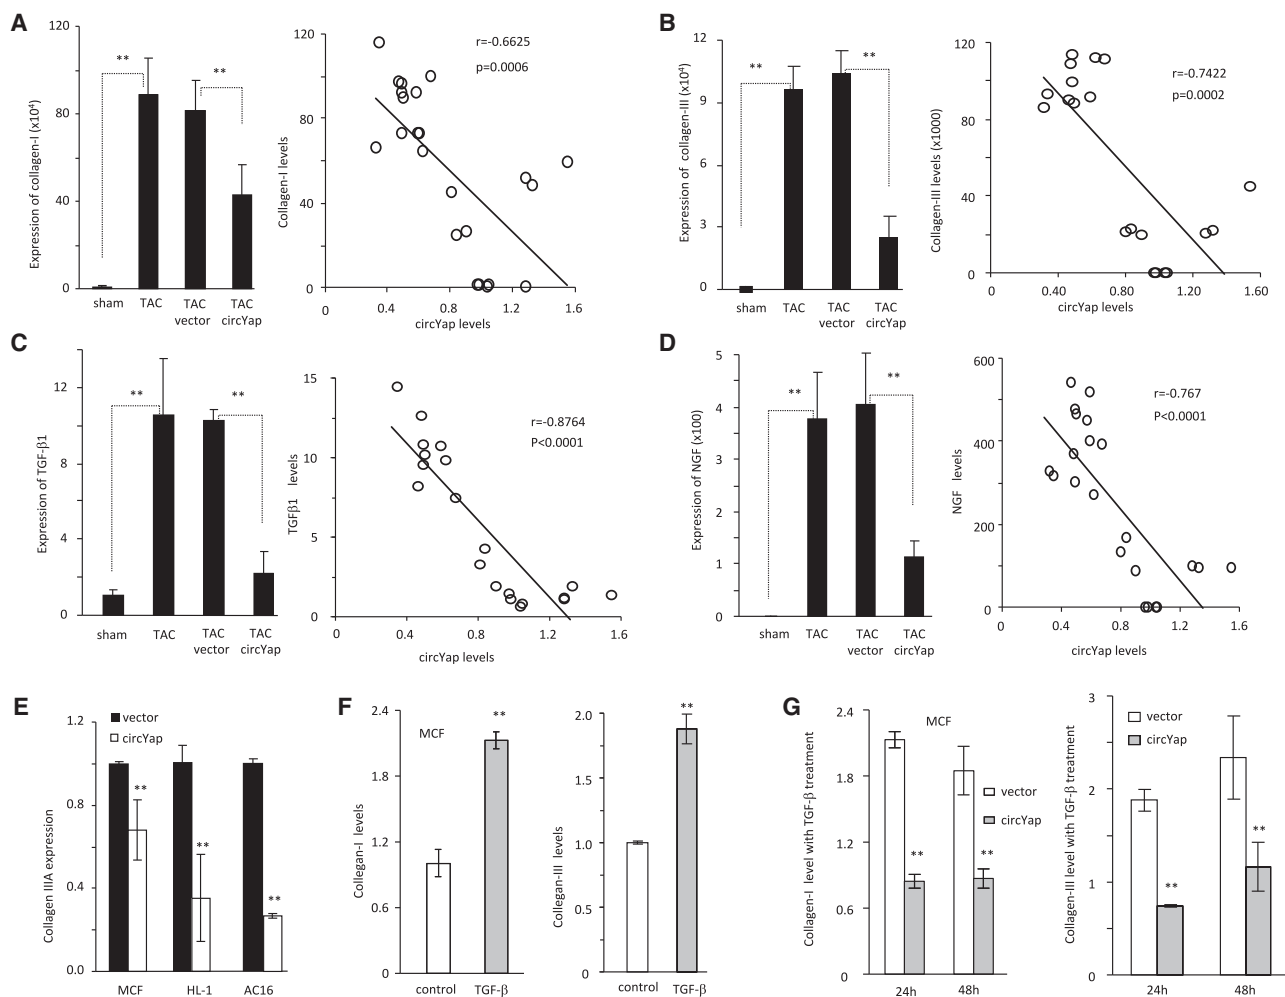 A
120
80
40
0
Expression of collagen-I (x10⁴)
**
**
sham
TAC
TAC vector
TAC circYap
120
80
40
0
Collagen-I levels
r=-0.6625
p=0.0006
0
0.4
0.8
1.2
1.6
circYap levels
B
12
9
6
3
0
Expression of collagen-III (x10⁴)
**
**
sham
TAC
TAC vector
TAC circYap
120
80
40
0
Collagen-III levels (x1000)
r=-0.7422
p=0.0002
0
0.40
0.80
1.20
1.60
circYap levels
C
12
8
4
0
Expression of TGF-β1
**
**
sham
TAC
TAC vector
TAC circYap
15
10
5
0
TGFβ1 levels
r=-0.8764
P<0.0001
0
0.4
0.8
1.2
1.6
circYap levels
D
5
4
3
2
1
0
Expression of NGF (x100)
**
**
sham
TAC
TAC vector
TAC circYap
600
400
200
0
NGF levels
r=-0.767
P<0.0001
0
0.4
0.8
1.2
1.6
circYap levels
E
vector
circYap
1.2
0.8
0.4
0.0
Collagen IIIA expression
**
**
**
MCF
HL-1
AC16
F
2.4
1.8
1.2
0.6
0
Collegan-I levels
MCF
**
control
TGF-β
2.0
1.5
1.0
0.5
0
Collegan-III levels
**
control
TGF-β
G
2.4
1.8
1.2
0.6
0
Collagen-I level with TGF-β treatment
MCF
vector
circYap
**
**
24h
48h
3
2
1
0
Collagen-III level with TGF-β treatment
vector
circYap
**
**
24h
48h